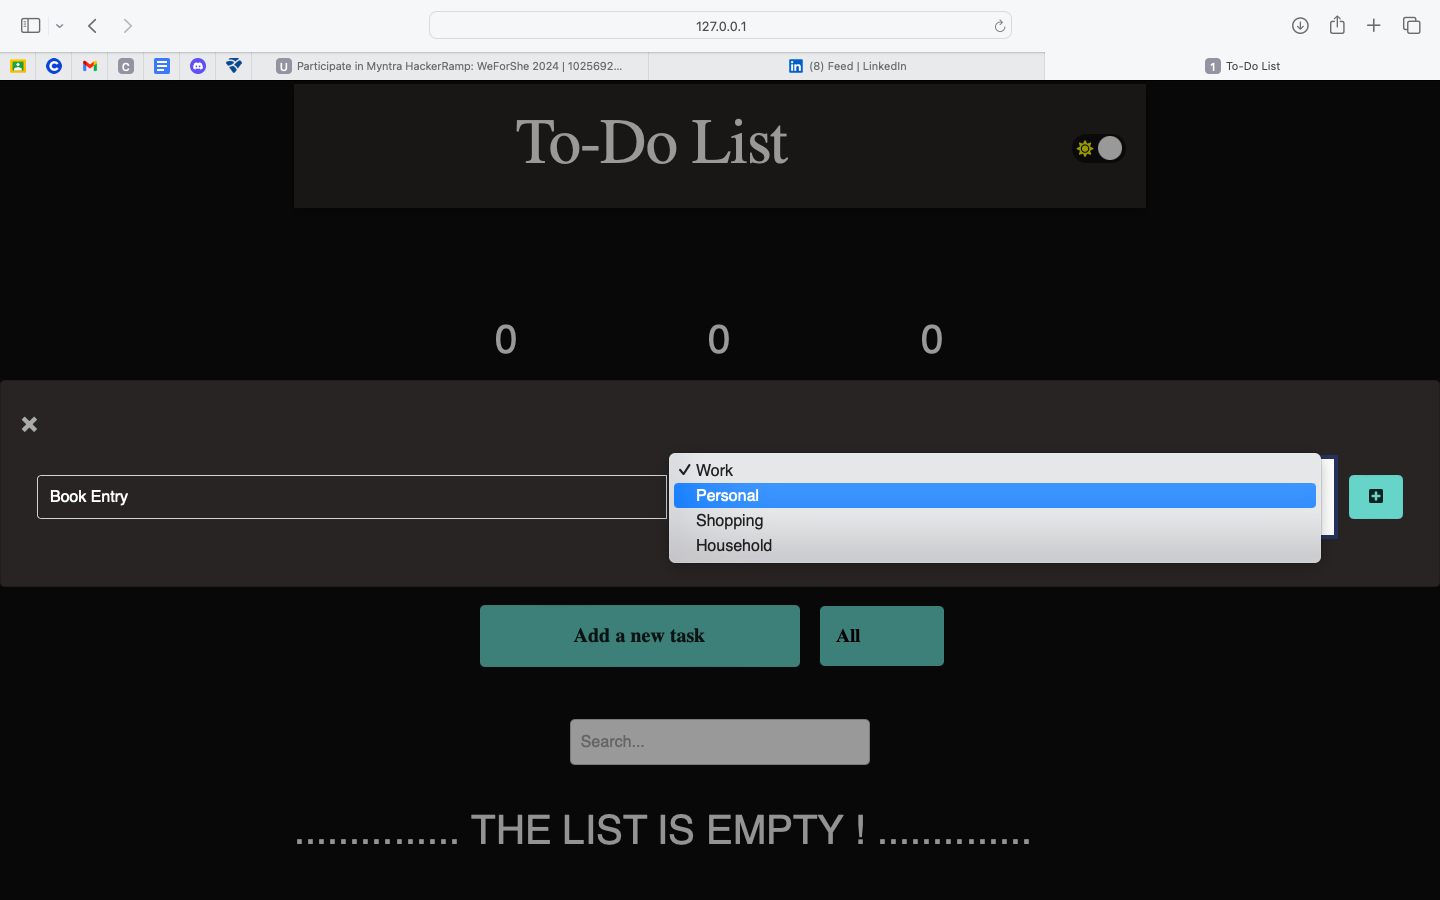 127.0.0.1
C
U Participate in Myntra HackerRamp: WeForShe 2024 | 1025692...
in (8) Feed | LinkedIn
1 To-Do List
To-Do List
0 0 0
Work
Book Entry
Personal
Shopping
Household
Add a new task
All
Search...
............... THE LIST IS EMPTY ! ..............